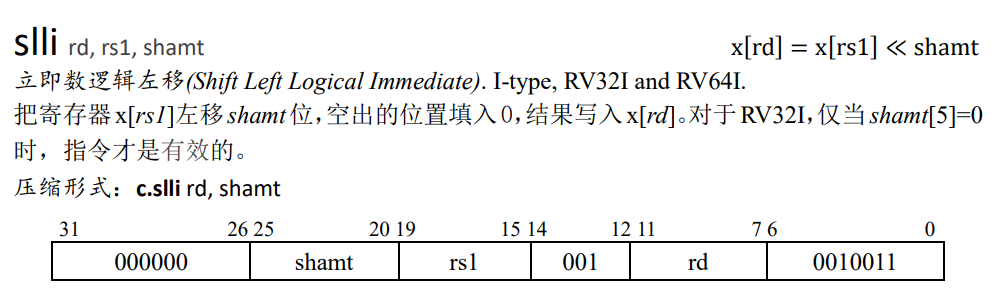 slli rd, rs1, shamt x[rd] = x[rs1] ≪ shamt
立即数逻辑左移(Shift Left Logical Immediate). I-type, RV32I and RV64I.
把寄存器 x[rs1]左移 shamt 位，空出的位置填入 0，结果写入 x[rd]。对于 RV32I，仅当 shamt[5]=0
时，指令才是有效的。
压缩形式：c.slli rd, shamt
31 26 25 20 19 15 14 12 11 7 6 0
000000 shamt rs1 001 rd 0010011